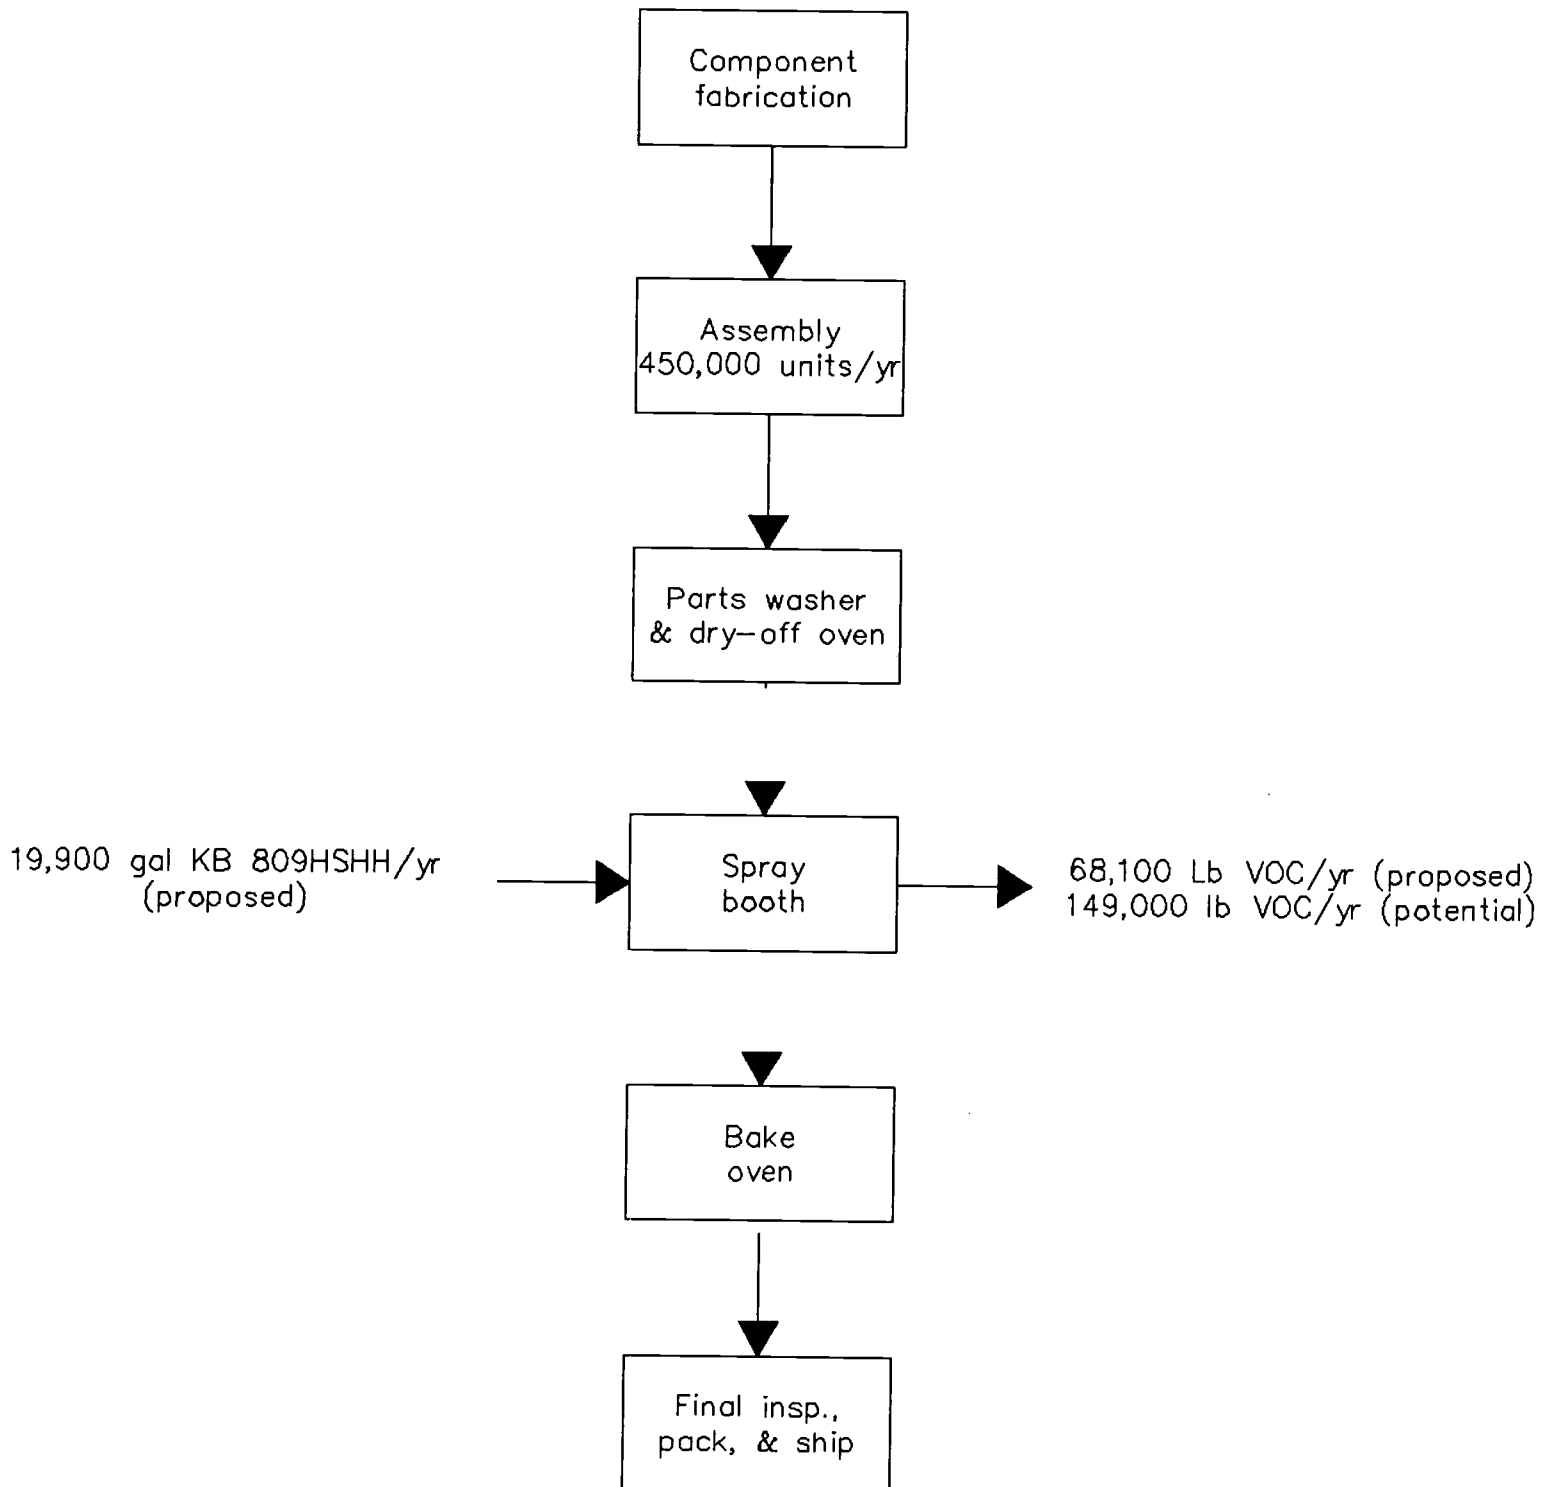 Component
fabrication
Assembly
450,000 units/yr
Parts washer
& dry-off oven
19,900 gal KB 809HSHH/yr
(proposed)
Spray
booth
68,100 Lb VOC/yr (proposed)
149,000 lb VOC/yr (potential)
Bake
oven
Final insp.,
pack, & ship